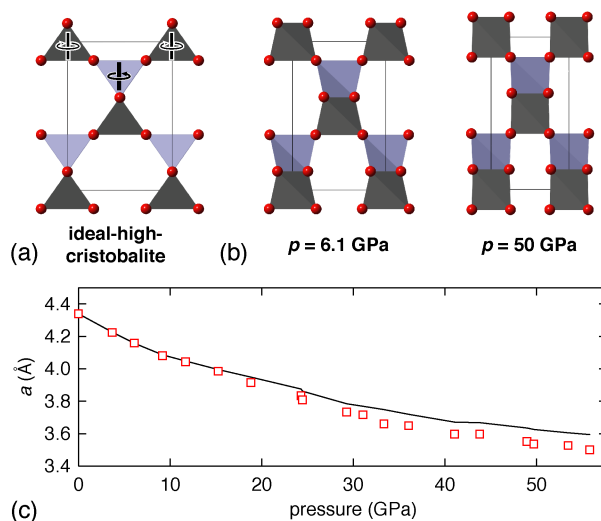 (a)
ideal-high-
cristobalite
(b)
p = 6.1 GPa
p = 50 GPa
4.4
4.2
4.0
3.8
3.6
3.4
a (Å)
0
10
20
30
40
50
pressure (GPa)
(c)